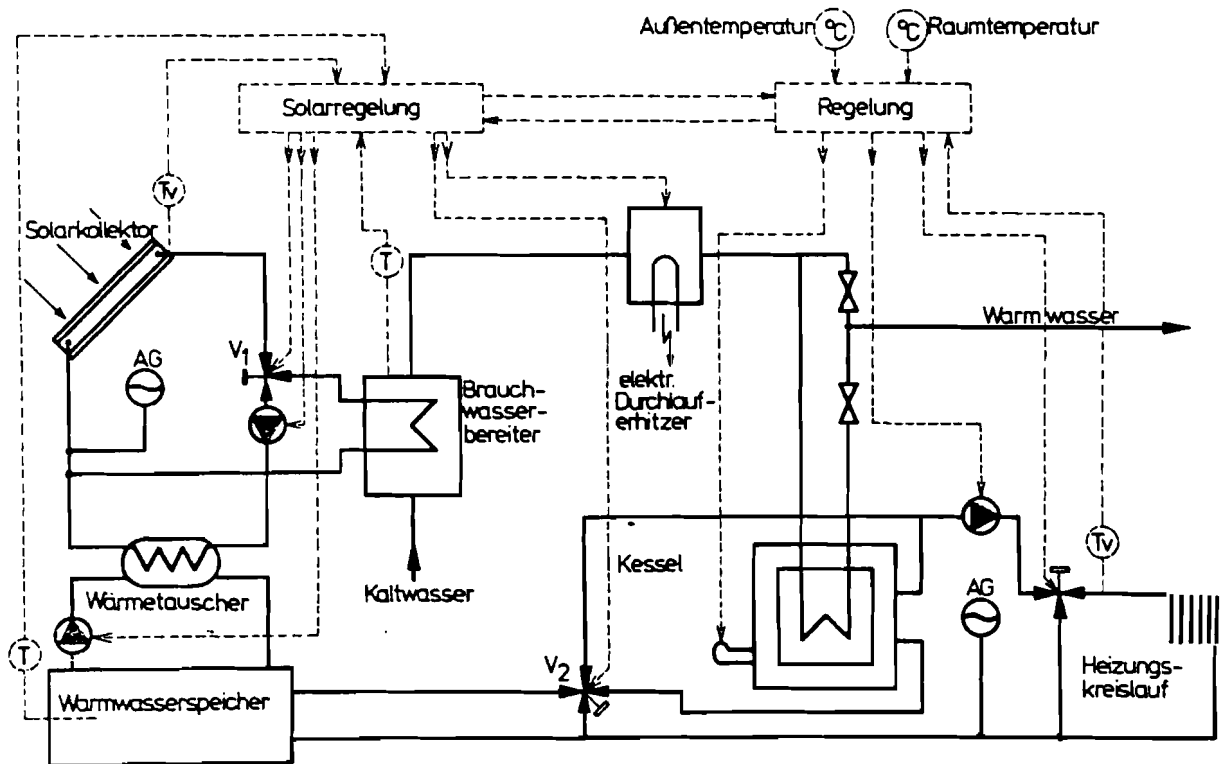 Außentemperatur °C °C Raumtemperatur
Solarregelung
Regelung
Tv
Solarkollektor
T
AG
V1
Brauch-
wasser-
bereiter
elektr.
Durchlauf-
erhitzer
Warmwasser
Kaltwasser
Wärmetauscher
Kessel
Tv
AG
T
V2
Warmwasserspeicher
Heizungs-
kreislauf